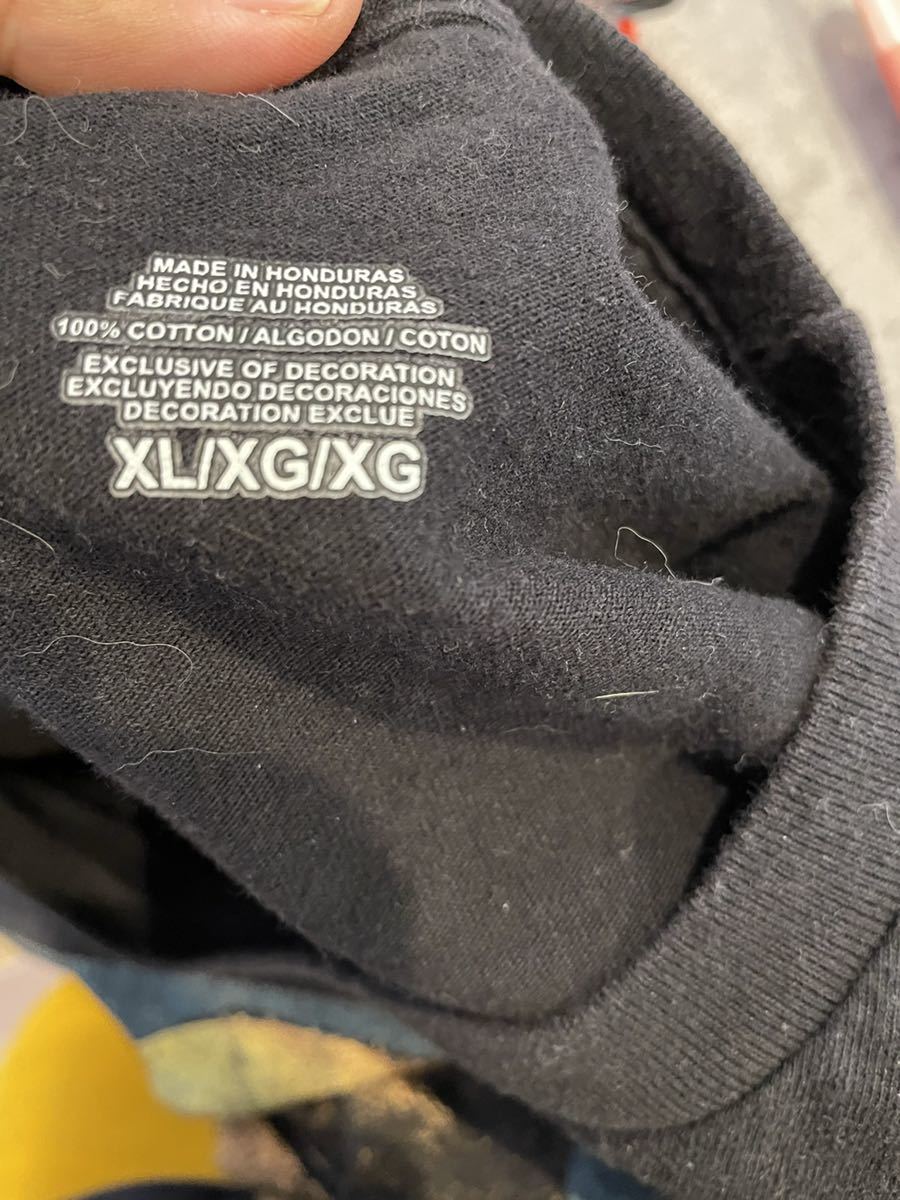 MADE IN HONDURAS
HECHO EN HONDURAS
FABRIQUE AU HONDURAS
100% COTTON / ALGODON / COTON
EXCLUSIVE OF DECORATION
EXCLUYENDO DECORACIONES
DECORATION EXCLUE
XL/XG/XG